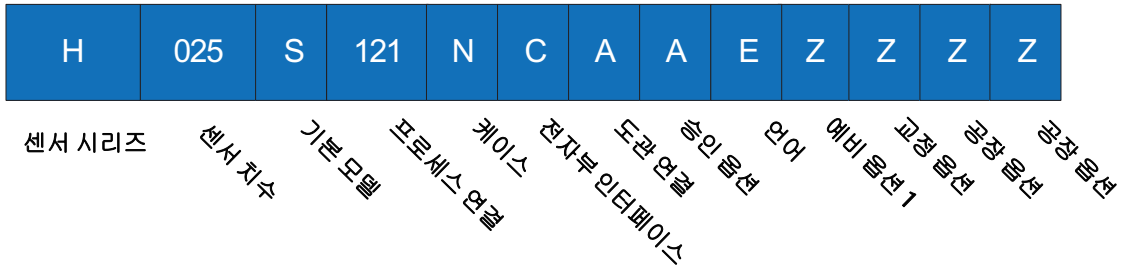 H 025 S 121 N C A A E Z Z Z Z
센서 시리즈
센서 치수
기본 모델
프로세스 연결
케이스
전자부 인터페이스
도관 연결
승인 옵션
언어
예비 옵션 1
교정 옵션
공장 옵션
공장 옵션